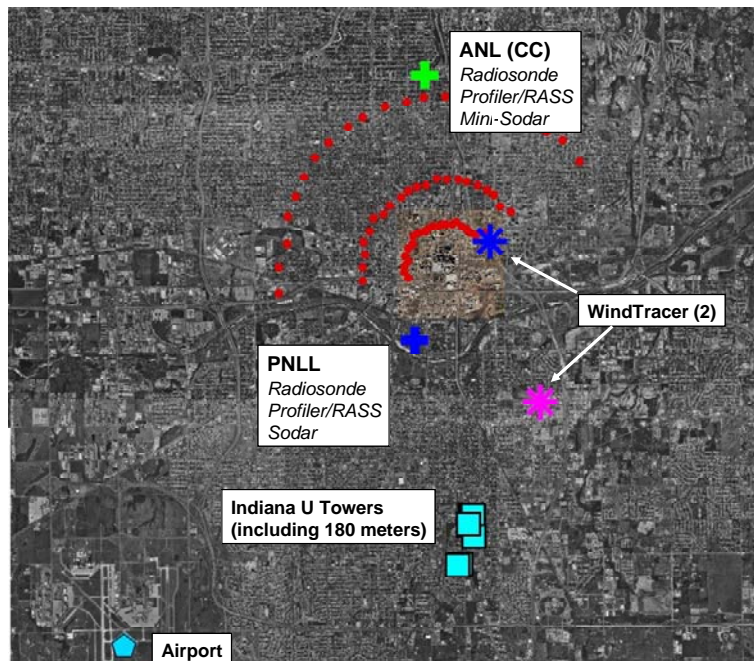 ANL (CC)
Radiosonde
Profiler/RASS
Mini-Sodar
WindTracer (2)
PNLL
Radiosonde
Profiler/RASS
Sodar
Indiana U Towers
(including 180 meters)
Airport